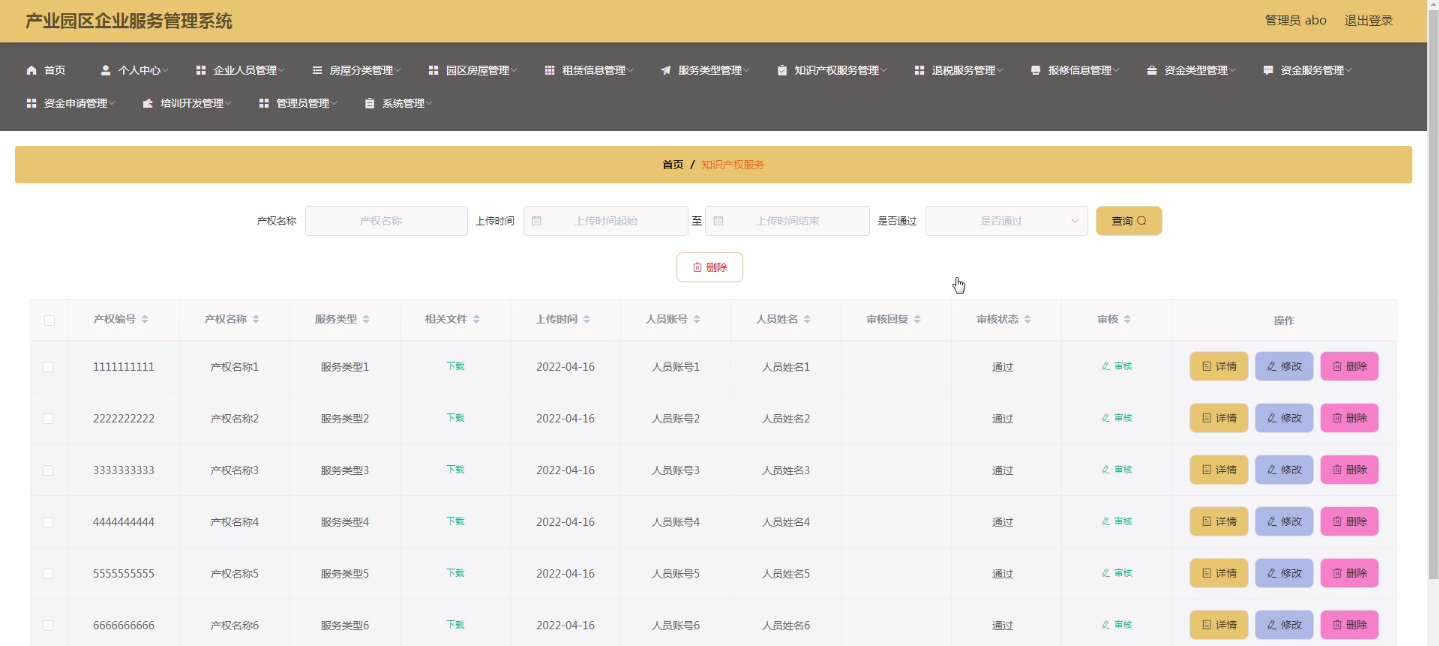 产业园区企业服务管理系统
管理员 abo 退出登录
首页 个人中心 企业人员管理 房屋分类管理 园区房屋管理 租赁信息管理 服务类型管理 知识产权服务管理 退税服务管理 报修信息管理 资金类型管理 资金服务管理
资金申请管理 培训开发管理 管理员管理 系统管理
首页 / 知识产权服务
产权名称 产权名称 上传时间 上传时间起始 至 上传时间结束 是否通过 是否通过 查询
删除
产权编号 产权名称 服务类型 相关文件 上传时间 人员账号 人员姓名 审核回复 审核状态 审核 操作
1111111111 产权名称1 服务类型1 下载 2022-04-16 人员账号1 人员姓名1 通过 审核 详情 修改 删除
2222222222 产权名称2 服务类型2 下载 2022-04-16 人员账号2 人员姓名2 通过 审核 详情 修改 删除
3333333333 产权名称3 服务类型3 下载 2022-04-16 人员账号3 人员姓名3 通过 审核 详情 修改 删除
4444444444 产权名称4 服务类型4 下载 2022-04-16 人员账号4 人员姓名4 通过 审核 详情 修改 删除
5555555555 产权名称5 服务类型5 下载 2022-04-16 人员账号5 人员姓名5 通过 审核 详情 修改 删除
6666666666 产权名称6 服务类型6 下载 2022-04-16 人员账号6 人员姓名6 通过 审核 详情 修改 删除